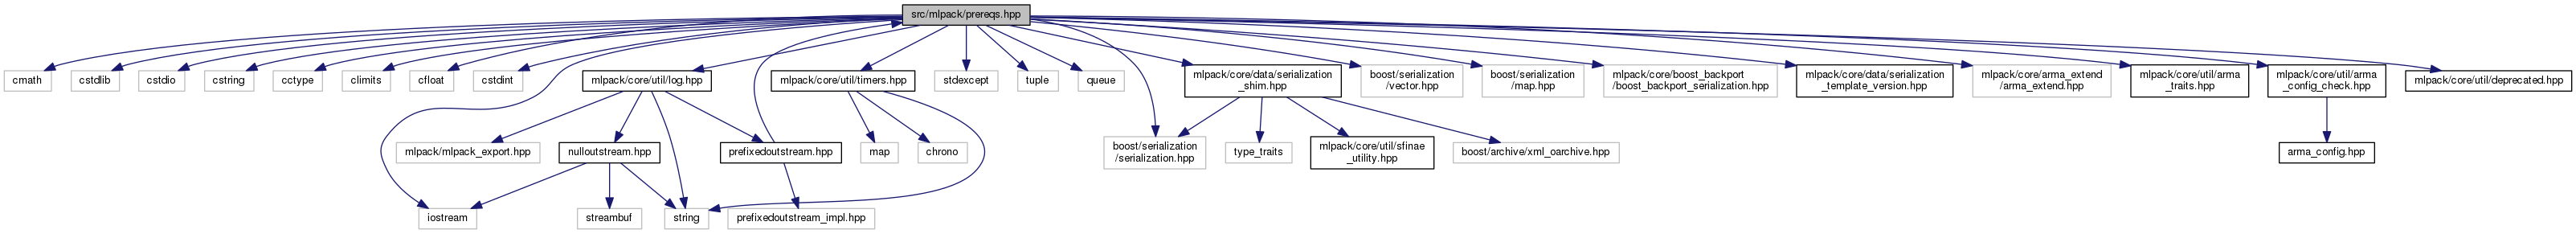 src/mlpack/prereqs.hpp
cmath
cstdlib
cstdio
cstring
cctype
climits
cfloat
cstdint
mlpack/core/util/log.hpp
mlpack/core/util/timers.hpp
stdexcept
tuple
queue
mlpack/core/data/serialization
_shim.hpp
boost/serialization
/vector.hpp
boost/serialization
/map.hpp
mlpack/core/boost_backport
/boost_backport_serialization.hpp
mlpack/core/data/serialization
_template_version.hpp
mlpack/core/arma_extend
/arma_extend.hpp
mlpack/core/util/arma
_traits.hpp
mlpack/core/util/arma
_config_check.hpp
mlpack/core/util/deprecated.hpp
mlpack/mlpack_export.hpp
nulloutstream.hpp
prefixedoutstream.hpp
map
chrono
boost/serialization
/serialization.hpp
type_traits
mlpack/core/util/sfinae
_utility.hpp
boost/archive/xml_oarchive.hpp
arma_config.hpp
iostream
streambuf
string
prefixedoutstream_impl.hpp